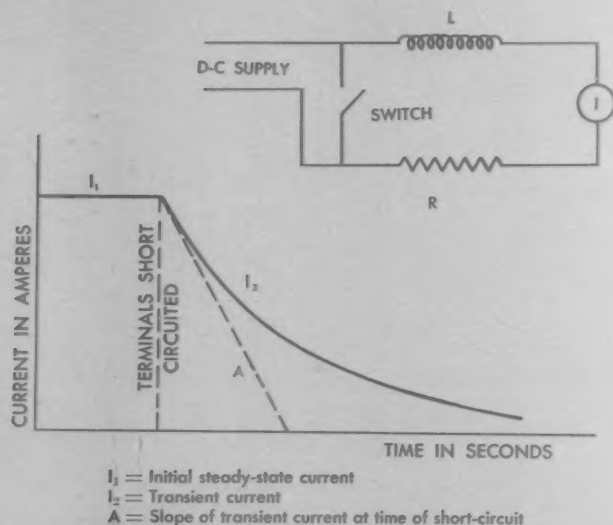 L
D-C SUPPLY
I
SWITCH
R
I₁
I₂
A
TERMINALS SHORT
CIRCUITED
CURRENT IN AMPERES
TIME IN SECONDS
I₁ = Initial steady-state current
I₂ = Transient current
A = Slope of transient current at time of short-circuit